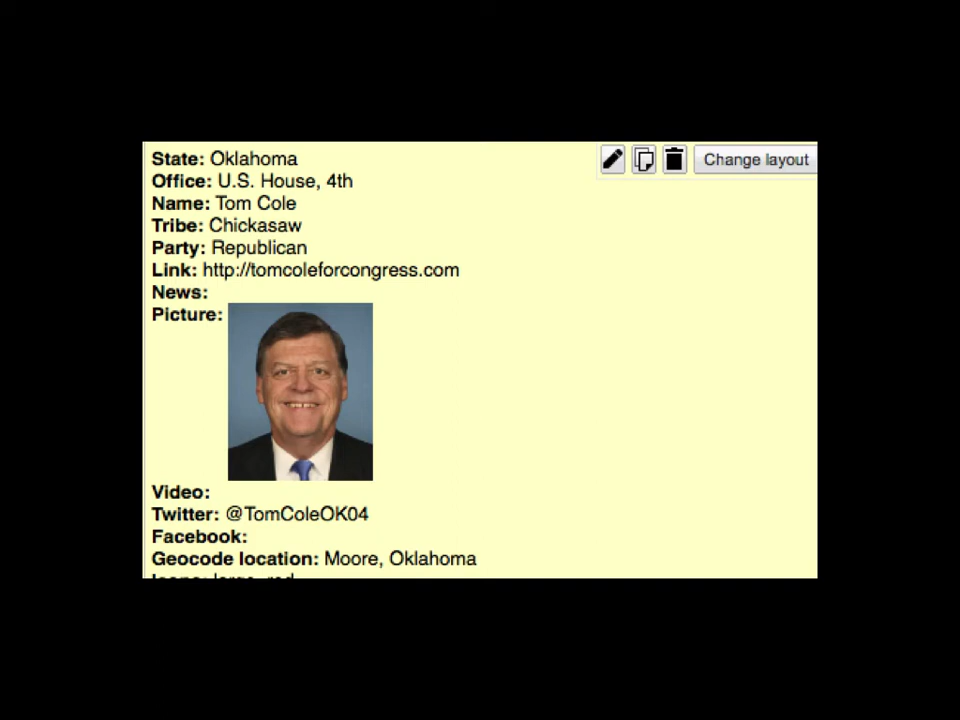 State: Oklahoma
Change layout
Office: U.S. House, 4th
Name: Tom Cole
Tribe: Chickasaw
Party: Republican
Link: http://tomcoleforcongress.com
News:
Picture:
Video:
Twitter: @TomColeOK04
Facebook:
Geocode location: Moore, Oklahoma